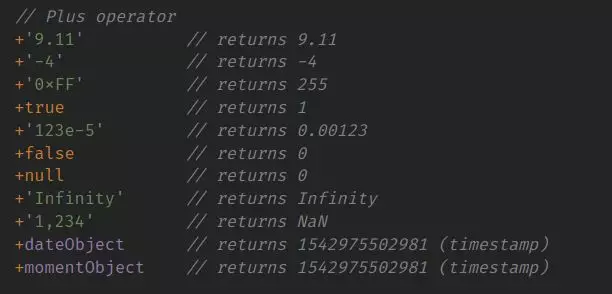 // Plus operator
+'9.11' // returns 9.11
+'-4' // returns -4
+'0×FF' // returns 255
+true // returns 1
+'123e-5' // returns 0.00123
+false // returns 0
+null // returns 0
+'Infinity' // returns Infinity
+'1,234' // returns NaN
+dateObject // returns 1542975502981 (timestamp)
+momentObject // returns 1542975502981 (timestamp)